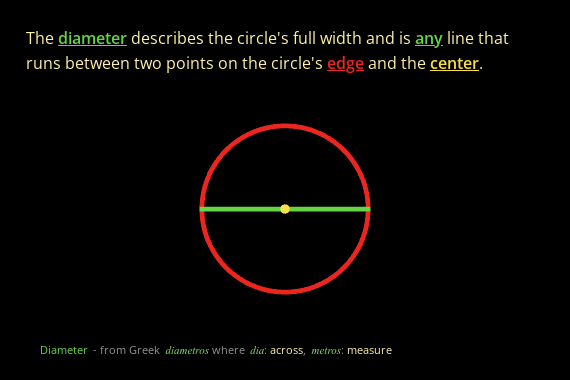 The diameter describes the circle's full width and is any line that
runs between two points on the circle's edge and the center.
Diameter - from Greek diametros where dia: across, metros: measure